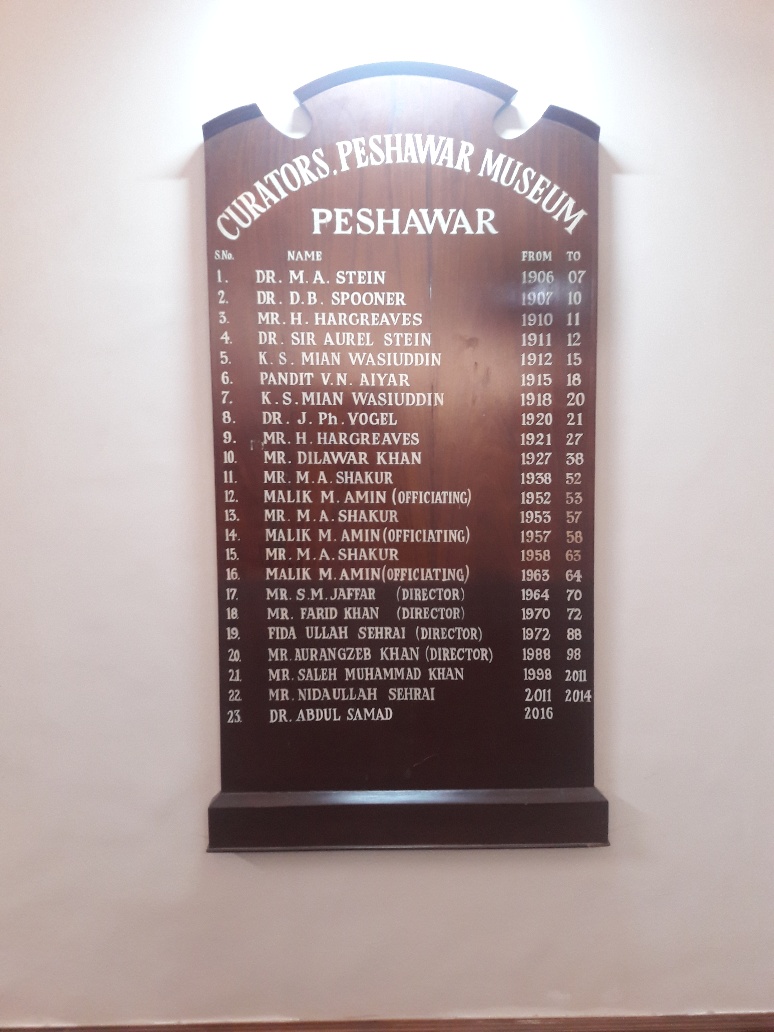 CURATORS, PESHAWAR MUSEUM
PESHAWAR
S.No. NAME FROM TO
1. DR. M.A. STEIN 1906 07
2. DR. D.B. SPOONER 1907 10
3. MR. H. HARGREAVES 1910 11
4. DR. SIR AUREL STEIN 1911 12
5. K.S. MIAN WASIUDDIN 1912 15
6. PANDIT V.N. AIYAR 1915 18
7. K.S. MIAN WASIUDDIN 1918 20
8. DR. J. Ph. VOGEL 1920 21
9. MR. H. HARGREAVES 1921 27
10. MR. DILAWAR KHAN 1927 38
11. MR. M.A. SHAKUR 1938 52
12. MALIK M. AMIN (OFFICIATING) 1952 53
13. MR. M.A. SHAKUR 1953 57
14. MALIK M. AMIN (OFFICIATING) 1957 58
15. MR. M.A. SHAKUR 1958 63
16. MALIK M. AMIN (OFFICIATING) 1963 64
17. MR. S.M. JAFFAR (DIRECTOR) 1964 70
18. MR. FARID KHAN (DIRECTOR) 1970 72
19. FIDA ULLAH SEHRAI (DIRECTOR) 1972 88
20. MR. AURANGZEB KHAN (DIRECTOR) 1988 98
21. MR. SALEH MUHAMMAD KHAN 1998 2011
22. MR. NIDAULLAH SEHRAI 2011 2014
23. DR. ABDUL SAMAD 2016